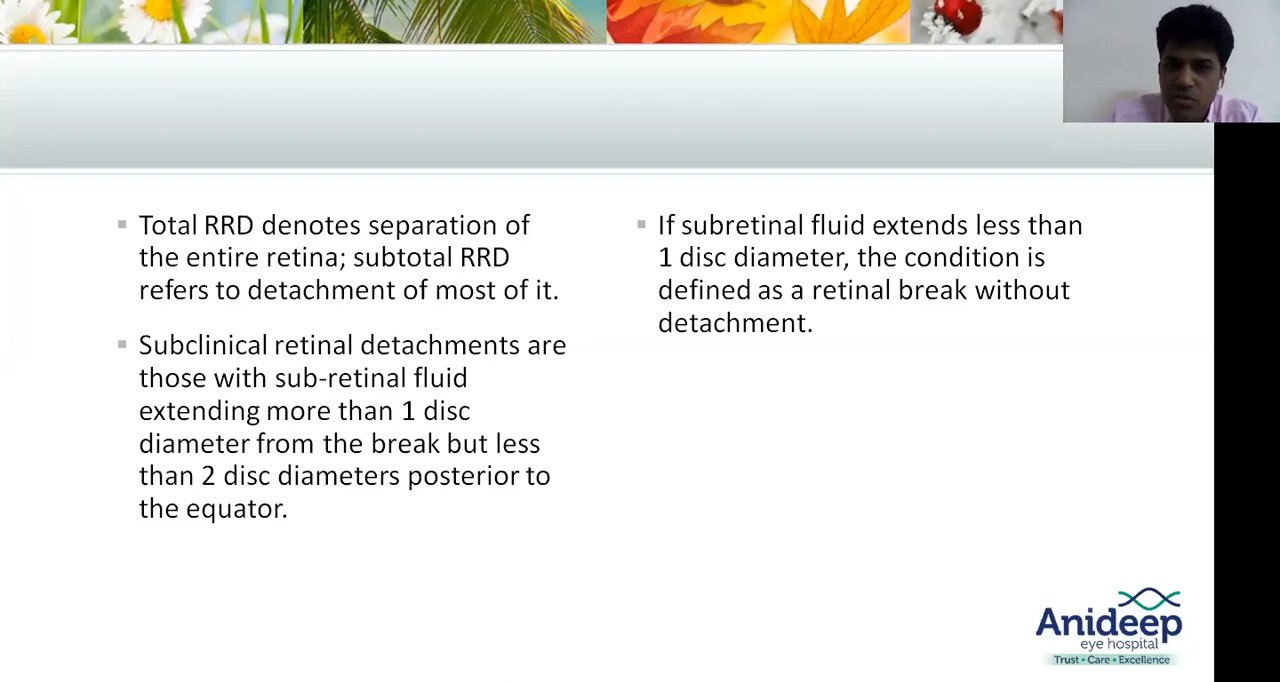 Total RRD denotes separation of
the entire retina; subtotal RRD
refers to detachment of most of it.
Subclinical retinal detachments are
those with sub-retinal fluid
extending more than 1 disc
diameter from the break but less
than 2 disc diameters posterior to
the equator.
If subretinal fluid extends less than
1 disc diameter, the condition is
defined as a retinal break without
detachment.
Anideep
eye hospital
Trust • Care • Excellence